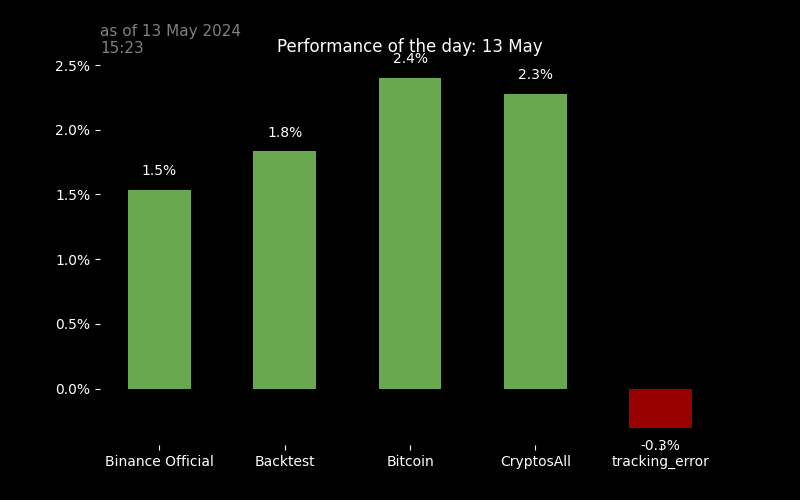 as of 13 May 2024
15:23
Performance of the day: 13 May
2.5%
2.0%
1.5%
1.0%
0.5%
0.0%
1.5%
1.8%
2.4%
2.3%
-0.3%
Binance Official
Backtest
Bitcoin
CryptosAll
tracking_error